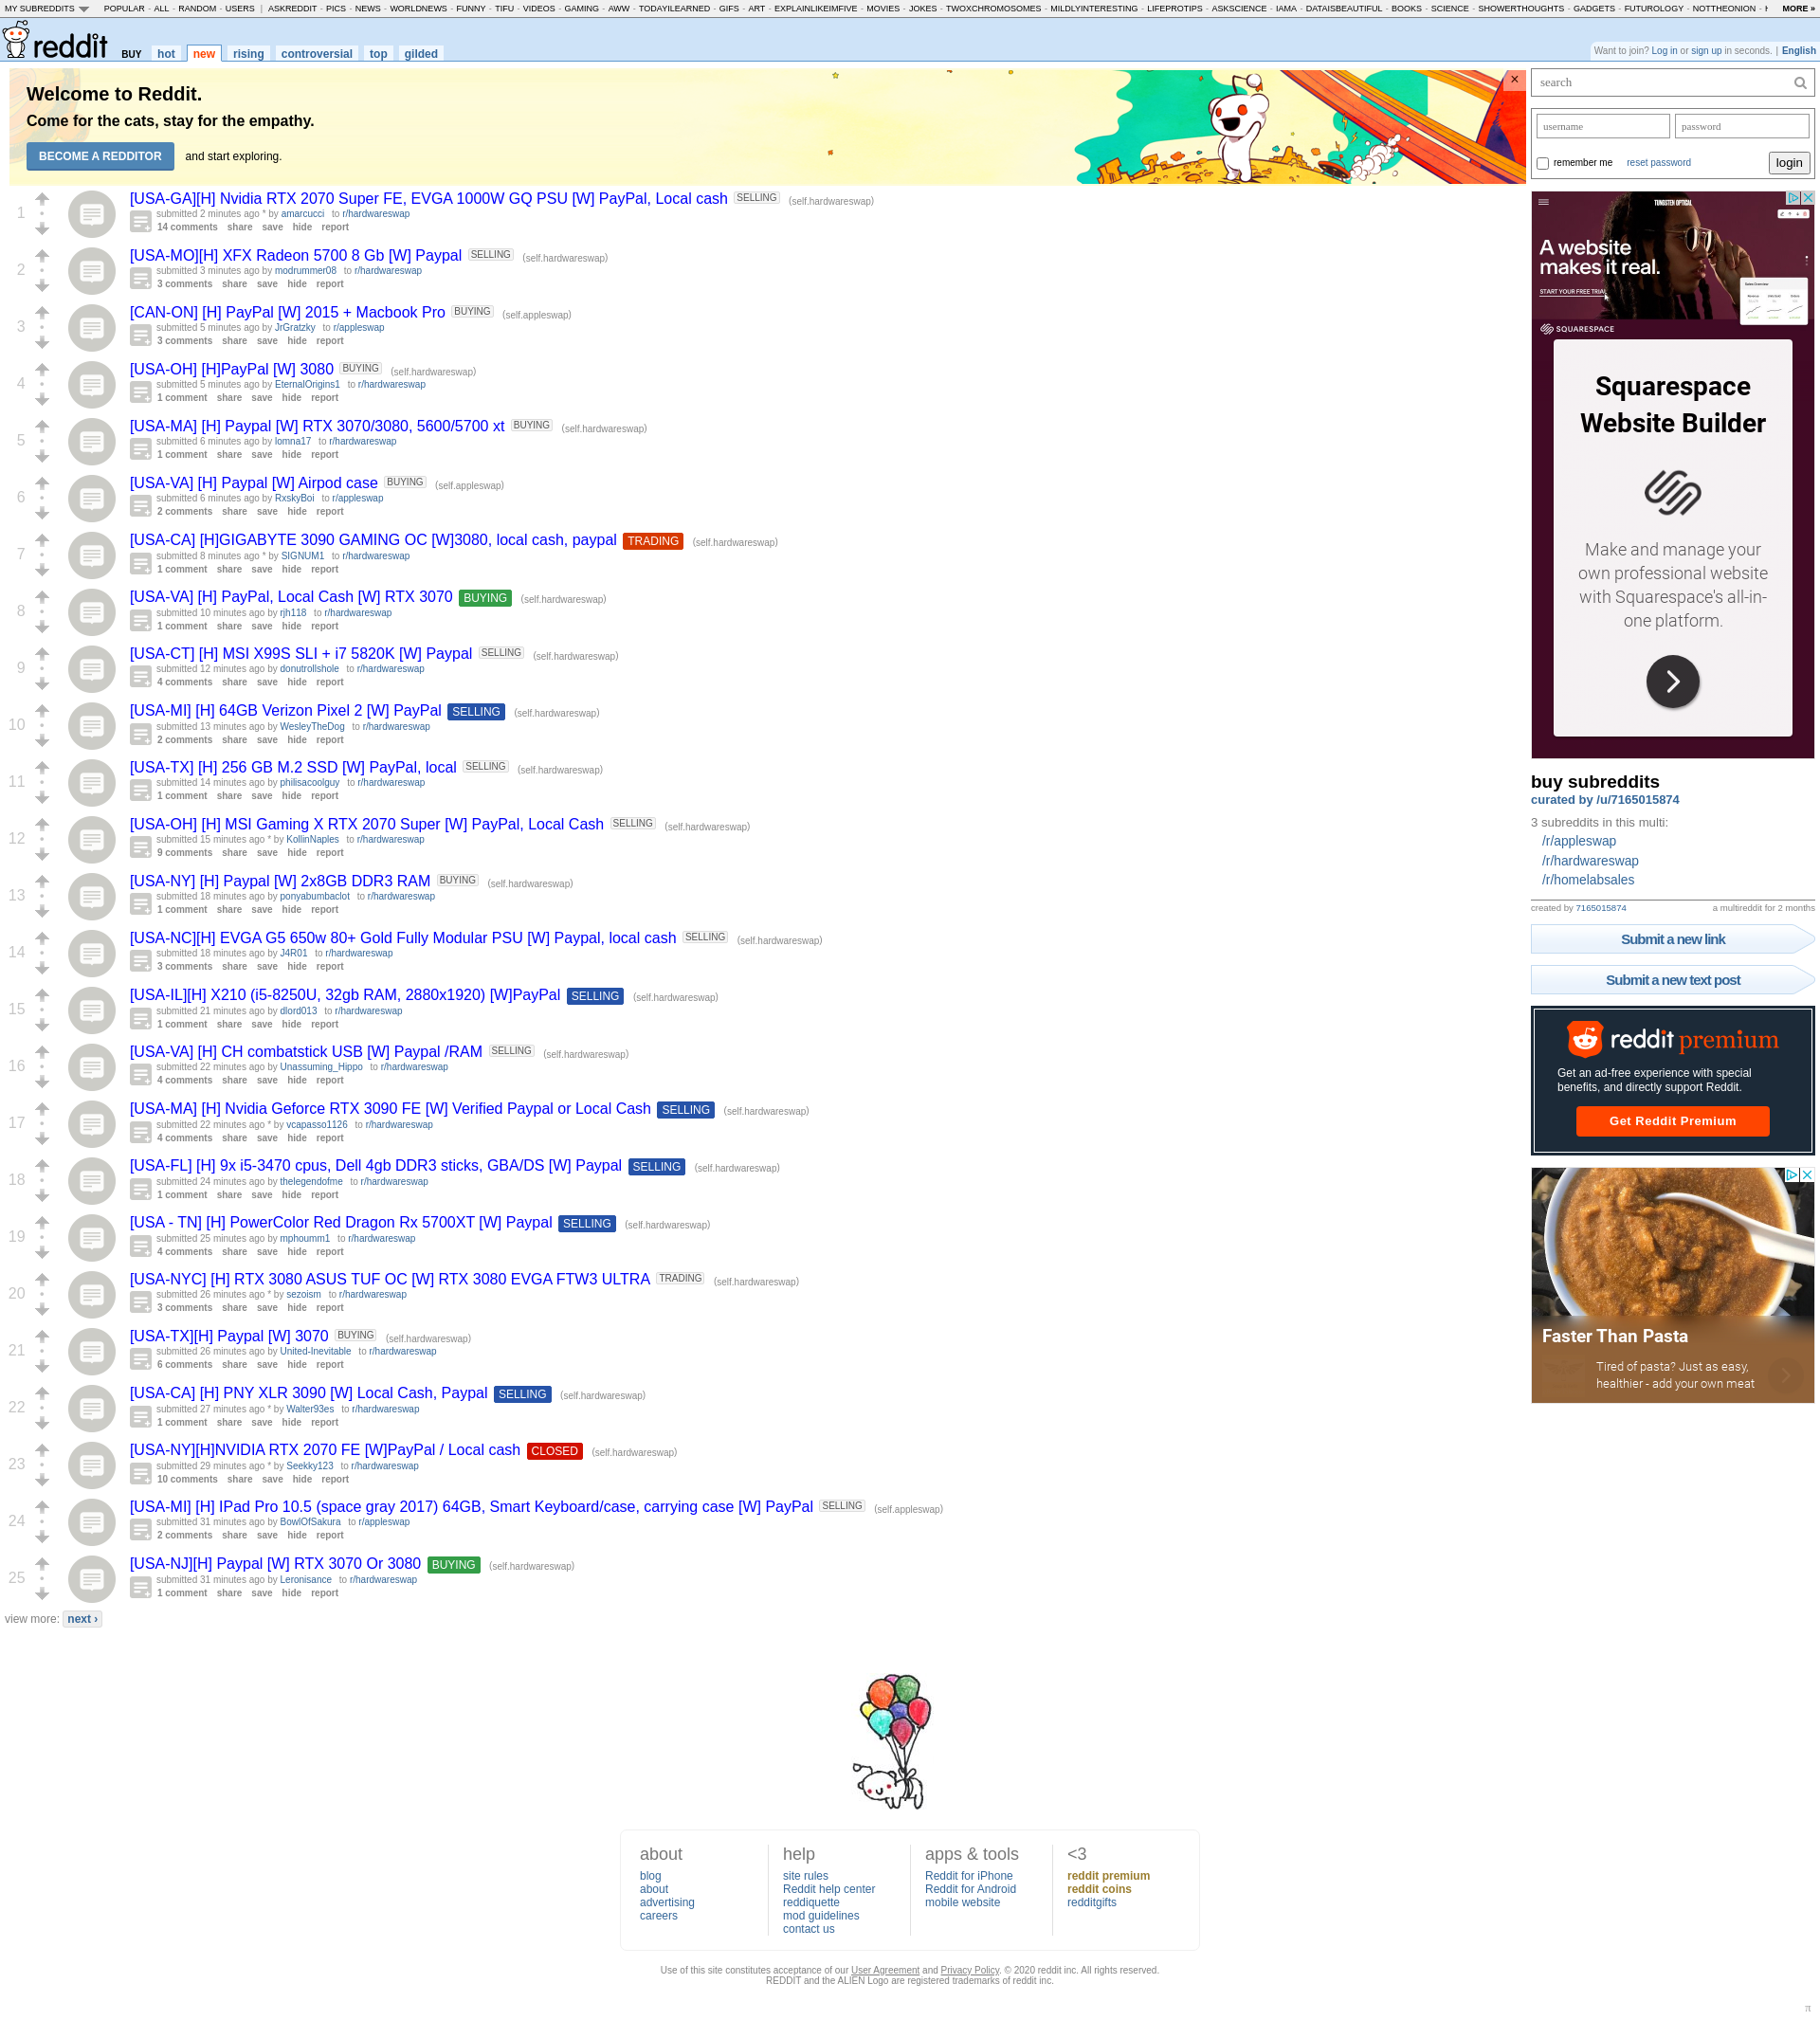 MY SUBREDDITS POPULAR - ALL - RANDOM - USERS | ASKREDDIT - PICS - NEWS - WORLDNEWS - FUNNY - TIFU - VIDEOS - GAMING - AWW - TODAYILEARNED - GIFS - ART - EXPLAINLIKEIMFIVE - MOVIES - JOKES - TWOXCHROMOSOMES - MILDLYINTERESTING - LIFEPROTIPS - ASKSCIENCE - IAMA - DATAISBEAUTIFUL - BOOKS - SCIENCE - SHOWERTHOUGHTS - GADGETS - FUTUROLOGY - NOTTHEONION - MORE »
reddit BUY hot new rising controversial top gilded
Want to join? Log in or sign up in seconds. | English
Welcome to Reddit.
Come for the cats, stay for the empathy.
BECOME A REDDITOR and start exploring.
×
1
[USA-GA][H] Nvidia RTX 2070 Super FE, EVGA 1000W GQ PSU [W] PayPal, Local cash SELLING (self.hardwareswap)
submitted 2 minutes ago * by amarcucci to r/hardwareswap
14 comments share save hide report
2
[USA-MO][H] XFX Radeon 5700 8 Gb [W] Paypal SELLING (self.hardwareswap)
submitted 3 minutes ago by modrummer08 to r/hardwareswap
3 comments share save hide report
3
[CAN-ON] [H] PayPal [W] 2015 + Macbook Pro BUYING (self.appleswap)
submitted 5 minutes ago by JrGratzky to r/appleswap
3 comments share save hide report
4
[USA-OH] [H]PayPal [W] 3080 BUYING (self.hardwareswap)
submitted 5 minutes ago by EternalOrigins1 to r/hardwareswap
1 comment share save hide report
5
[USA-MA] [H] Paypal [W] RTX 3070/3080, 5600/5700 xt BUYING (self.hardwareswap)
submitted 6 minutes ago by lomna17 to r/hardwareswap
1 comment share save hide report
6
[USA-VA] [H] Paypal [W] Airpod case BUYING (self.appleswap)
submitted 6 minutes ago by RxskyBoi to r/appleswap
2 comments share save hide report
7
[USA-CA] [H]GIGABYTE 3090 GAMING OC [W]3080, local cash, paypal TRADING (self.hardwareswap)
submitted 8 minutes ago * by SIGNUM1 to r/hardwareswap
1 comment share save hide report
8
[USA-VA] [H] PayPal, Local Cash [W] RTX 3070 BUYING (self.hardwareswap)
submitted 10 minutes ago by rjh118 to r/hardwareswap
1 comment share save hide report
9
[USA-CT] [H] MSI X99S SLI + i7 5820K [W] Paypal SELLING (self.hardwareswap)
submitted 12 minutes ago by donutrollshole to r/hardwareswap
4 comments share save hide report
10
[USA-MI] [H] 64GB Verizon Pixel 2 [W] PayPal SELLING (self.hardwareswap)
submitted 13 minutes ago by WesleyTheDog to r/hardwareswap
2 comments share save hide report
11
[USA-TX] [H] 256 GB M.2 SSD [W] PayPal, local SELLING (self.hardwareswap)
submitted 14 minutes ago by philisacoolguy to r/hardwareswap
1 comment share save hide report
12
[USA-OH] [H] MSI Gaming X RTX 2070 Super [W] PayPal, Local Cash SELLING (self.hardwareswap)
submitted 15 minutes ago * by KollinNaples to r/hardwareswap
9 comments share save hide report
13
[USA-NY] [H] Paypal [W] 2x8GB DDR3 RAM BUYING (self.hardwareswap)
submitted 18 minutes ago by ponyabumbaclot to r/hardwareswap
1 comment share save hide report
14
[USA-NC][H] EVGA G5 650w 80+ Gold Fully Modular PSU [W] Paypal, local cash SELLING (self.hardwareswap)
submitted 18 minutes ago by J4R01 to r/hardwareswap
3 comments share save hide report
15
[USA-IL][H] X210 (i5-8250U, 32gb RAM, 2880x1920) [W]PayPal SELLING (self.hardwareswap)
submitted 21 minutes ago by dlord013 to r/hardwareswap
1 comment share save hide report
16
[USA-VA] [H] CH combatstick USB [W] Paypal /RAM SELLING (self.hardwareswap)
submitted 22 minutes ago by Unassuming_Hippo to r/hardwareswap
4 comments share save hide report
17
[USA-MA] [H] Nvidia Geforce RTX 3090 FE [W] Verified Paypal or Local Cash SELLING (self.hardwareswap)
submitted 22 minutes ago * by vcapasso1126 to r/hardwareswap
4 comments share save hide report
18
[USA-FL] [H] 9x i5-3470 cpus, Dell 4gb DDR3 sticks, GBA/DS [W] Paypal SELLING (self.hardwareswap)
submitted 24 minutes ago by thelegendofme to r/hardwareswap
1 comment share save hide report
19
[USA - TN] [H] PowerColor Red Dragon Rx 5700XT [W] Paypal SELLING (self.hardwareswap)
submitted 25 minutes ago by mphoumm1 to r/hardwareswap
4 comments share save hide report
20
[USA-NYC] [H] RTX 3080 ASUS TUF OC [W] RTX 3080 EVGA FTW3 ULTRA TRADING (self.hardwareswap)
submitted 26 minutes ago * by sezoism to r/hardwareswap
3 comments share save hide report
21
[USA-TX][H] Paypal [W] 3070 BUYING (self.hardwareswap)
submitted 26 minutes ago by United-Inevitable to r/hardwareswap
6 comments share save hide report
22
[USA-CA] [H] PNY XLR 3090 [W] Local Cash, Paypal SELLING (self.hardwareswap)
submitted 27 minutes ago * by Walter93es to r/hardwareswap
1 comment share save hide report
23
[USA-NY][H]NVIDIA RTX 2070 FE [W]PayPal / Local cash CLOSED (self.hardwareswap)
submitted 29 minutes ago * by Seekky123 to r/hardwareswap
10 comments share save hide report
24
[USA-MI] [H] IPad Pro 10.5 (space gray 2017) 64GB, Smart Keyboard/case, carrying case [W] PayPal SELLING (self.appleswap)
submitted 31 minutes ago by BowlOfSakura to r/appleswap
2 comments share save hide report
25
[USA-NJ][H] Paypal [W] RTX 3070 Or 3080 BUYING (self.hardwareswap)
submitted 31 minutes ago by Leronisance to r/hardwareswap
1 comment share save hide report
view more: next ›
search
username password
remember me reset password login
TUNGSTEN OPTICAL
A website
makes it real.
START YOUR FREE TRIAL
SQUARESPACE
Squarespace
Website Builder
Make and manage your
own professional website
with Squarespace's all-in-
one platform.
buy subreddits
curated by /u/7165015874
3 subreddits in this multi:
/r/appleswap
/r/hardwareswap
/r/homelabsales
created by 7165015874 a multireddit for 2 months
Submit a new link
Submit a new text post
reddit premium
Get an ad-free experience with special
benefits, and directly support Reddit.
Get Reddit Premium
Faster Than Pasta
Tired of pasta? Just as easy,
healthier - add your own meat
about
blog
about
advertising
careers
help
site rules
Reddit help center
reddiquette
mod guidelines
contact us
apps & tools
Reddit for iPhone
Reddit for Android
mobile website
<3
reddit premium
reddit coins
redditgifts
Use of this site constitutes acceptance of our User Agreement and Privacy Policy. © 2020 reddit inc. All rights reserved.
REDDIT and the ALIEN Logo are registered trademarks of reddit inc.
π